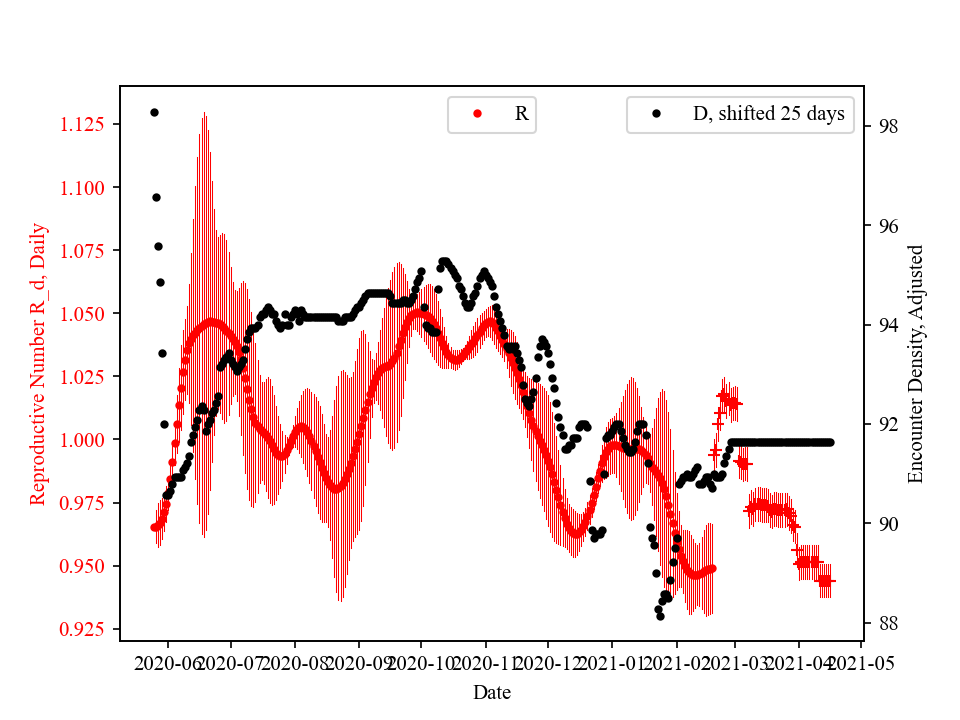 R
D, shifted 25 days
Reproductive Number R_d, Daily
1.125
1.100
1.075
1.050
1.025
1.000
0.975
0.950
0.925
98
96
94
92
90
88
Encounter Density, Adjusted
2020-06 2020-07 2020-08 2020-09 2020-10 2020-11 2020-12 2021-01 2021-02 2021-03 2021-04 2021-05
Date